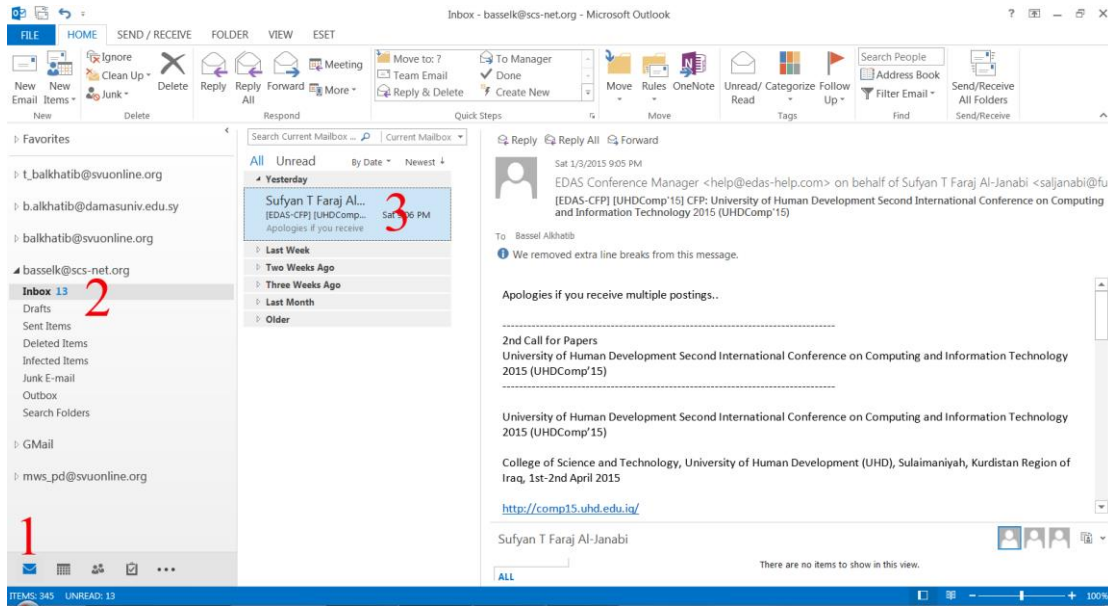 Inbox - basselk@scs-net.org - Microsoft Outlook
FILE HOME SEND / RECEIVE FOLDER VIEW ESET
New Email
New Items
Ignore
Clean Up
Junk
Delete
Reply
Reply All
Forward
Meeting
More
Move to: ?
Team Email
Reply & Delete
To Manager
Done
Create New
Move
Rules
OneNote
Unread/ Read
Categorize
Follow Up
Search People
Address Book
Filter Email
Send/Receive All Folders
New Delete Respond Quick Steps Move Tags Find Send/Receive
Favorites
t_balkhatib@svuonline.org
b.alkhatib@damasuniv.edu.sy
balkhatib@svuonline.org
basselk@scs-net.org
Inbox 13
2
Drafts
Sent Items
Deleted Items
Infected Items
Junk E-mail
Outbox
Search Folders
GMail
mws_pd@svuonline.org
1
Search Current Mailbox ... Current Mailbox
All Unread By Date Newest
Yesterday
Sufyan T Faraj Al...
[EDAS-CFP] [UHDComp... Sat 9:06 PM
Apologies if you receive
3
Last Week
Two Weeks Ago
Three Weeks Ago
Last Month
Older
Reply Reply All Forward
Sat 1/3/2015 9:05 PM
EDAS Conference Manager <help@edas-help.com> on behalf of Sufyan T Faraj Al-Janabi <saljanabi@fu
[EDAS-CFP] [UHDComp'15] CFP: University of Human Development Second International Conference on Computing
and Information Technology 2015 (UHDComp'15)
To Bassel Alkhatib
We removed extra line breaks from this message.
Apologies if you receive multiple postings..
--------------------------------------------------------------------------------
2nd Call for Papers
University of Human Development Second International Conference on Computing and Information Technology
2015 (UHDComp'15)
--------------------------------------------------------------------------------
University of Human Development Second International Conference on Computing and Information Technology
2015 (UHDComp'15)
College of Science and Technology, University of Human Development (UHD), Sulaimaniyah, Kurdistan Region of
Iraq, 1st-2nd April 2015
http://comp15.uhd.edu.iq/
Sufyan T Faraj Al-Janabi
There are no items to show in this view.
ALL
ITEMS: 345 UNREAD: 13
100%